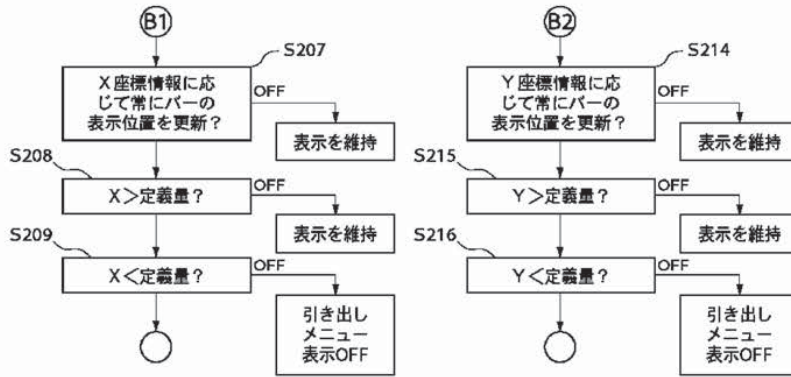 B1
S207
X座標情報に応
じて常にバーの
表示位置を更新？
OFF
表示を維持
S208
X＞定義量？
OFF
表示を維持
S209
X＜定義量？
OFF
引き出し
メニュー
表示OFF
B2
S214
Y座標情報に応
じて常にバーの
表示位置を更新？
OFF
表示を維持
S215
Y＞定義量？
OFF
表示を維持
S216
Y＜定義量？
OFF
引き出し
メニュー
表示OFF